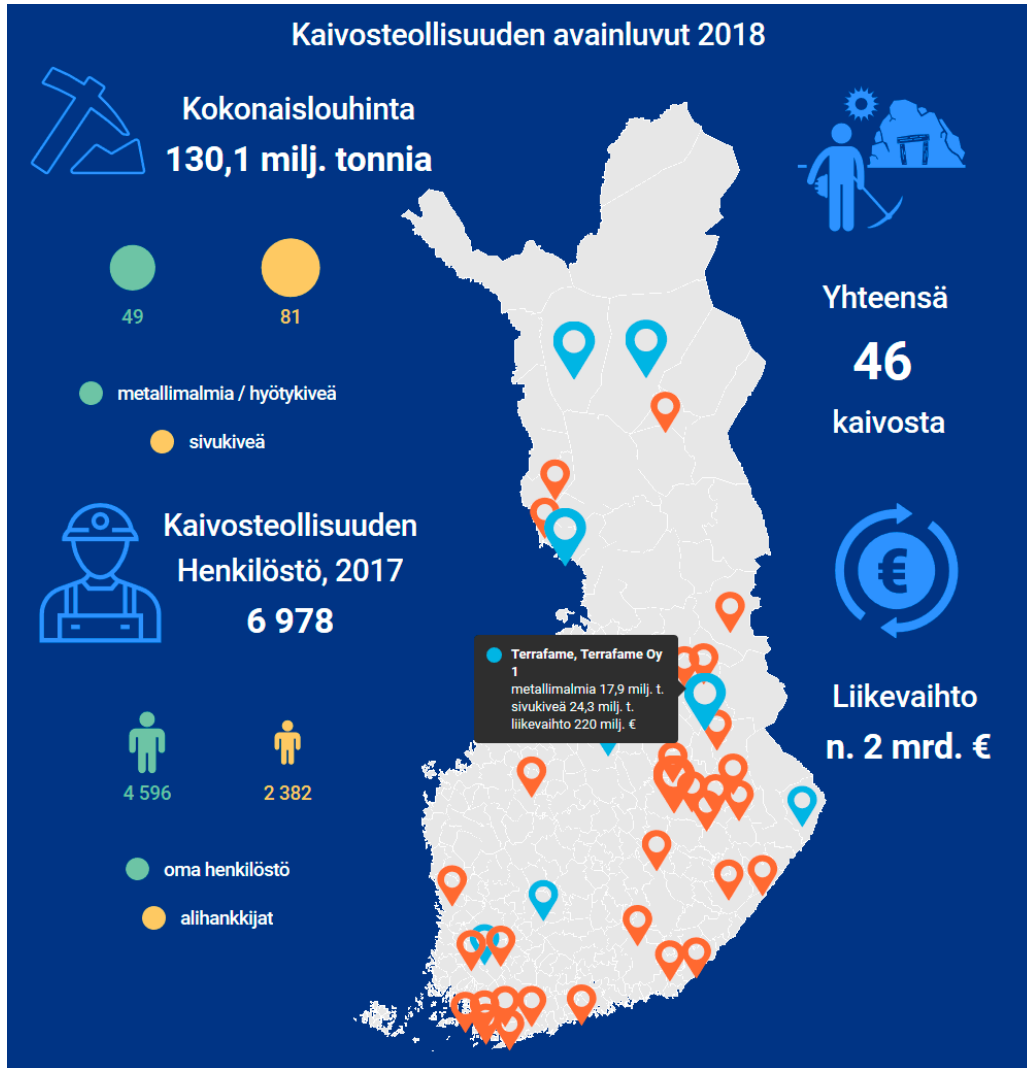 Kaivosteollisuuden avainluvut 2018
Kokonaislouhinta
130,1 milj. tonnia
49
81
metallimalmia / hyötykiveä
sivukiveä
Kaivosteollisuuden
Henkilöstö, 2017
6 978
4 596
2 382
oma henkilöstö
alihankkijat
Terrafame, Terrafame Oy
1
metallimalmia 17,9 milj. t.
sivukiveä 24,3 milj. t.
liikevaihto 220 milj. €
Yhteensä
46
kaivosta
€
Liikevaihto
n. 2 mrd. €